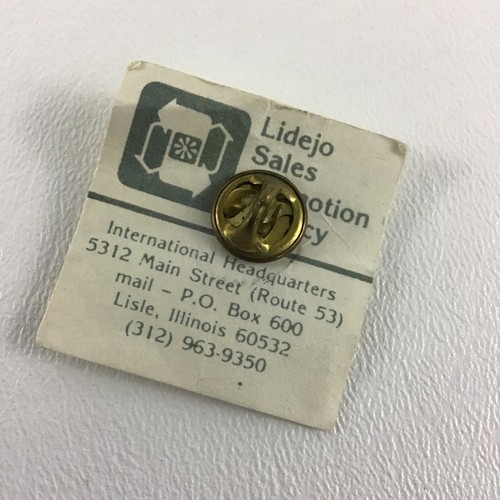 Lidejo
Sales
otion
cy
International Headquarters
5312 Main Street (Route 53)
mail – P.O. Box 600
Lisle, Illinois 60532
(312) 963-9350